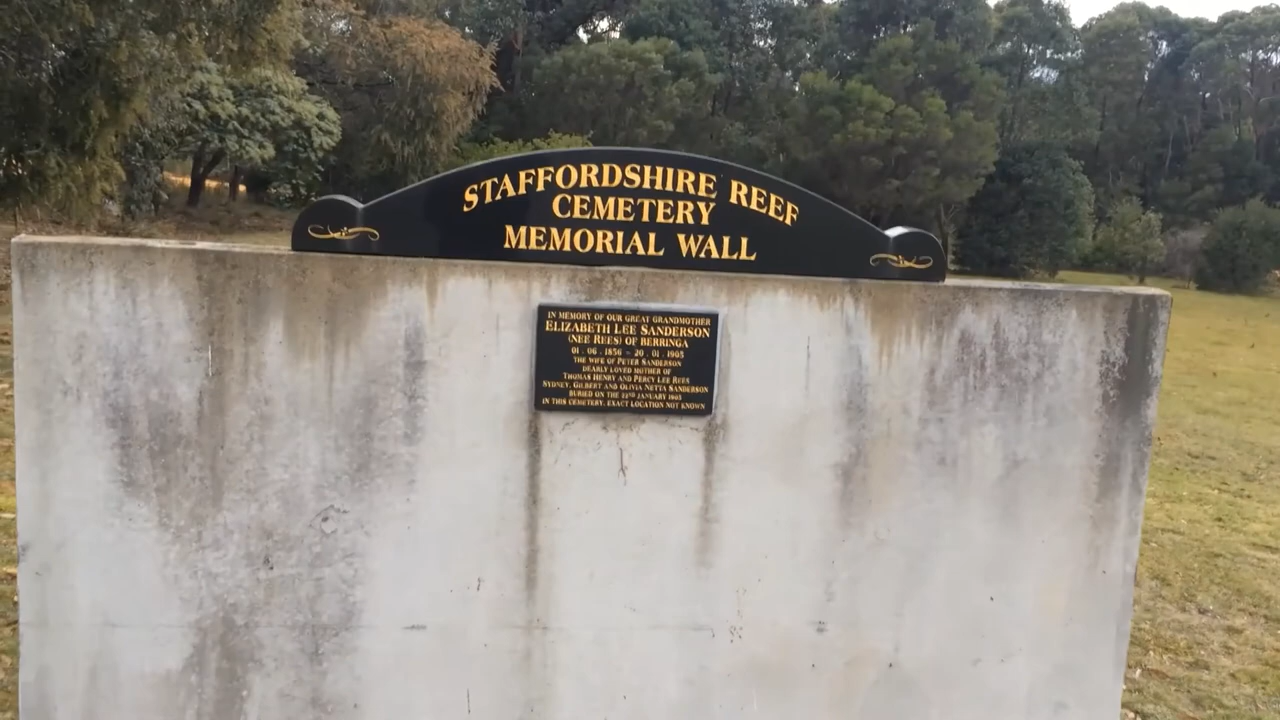 STAFFORDSHIRE REEF
CEMETERY
MEMORIAL WALL
IN MEMORY OF OUR GREAT GRANDMOTHER
ELIZABETH LEE SANDERSON
(NEE REES) OF BERRINGA
01 . 06 . 1856 - 20 . 01 . 1905
THE WIFE OF PETER SANDERSON
DEARLY LOVED MOTHER OF
THOMAS HENRY AND PERCY LEE REES
SYDNEY, GILBERT AND OLIVIA NETTA SANDERSON
BURIED ON THE 22ND JANUARY 1905
IN THIS CEMETERY. EXACT LOCATION NOT KNOWN